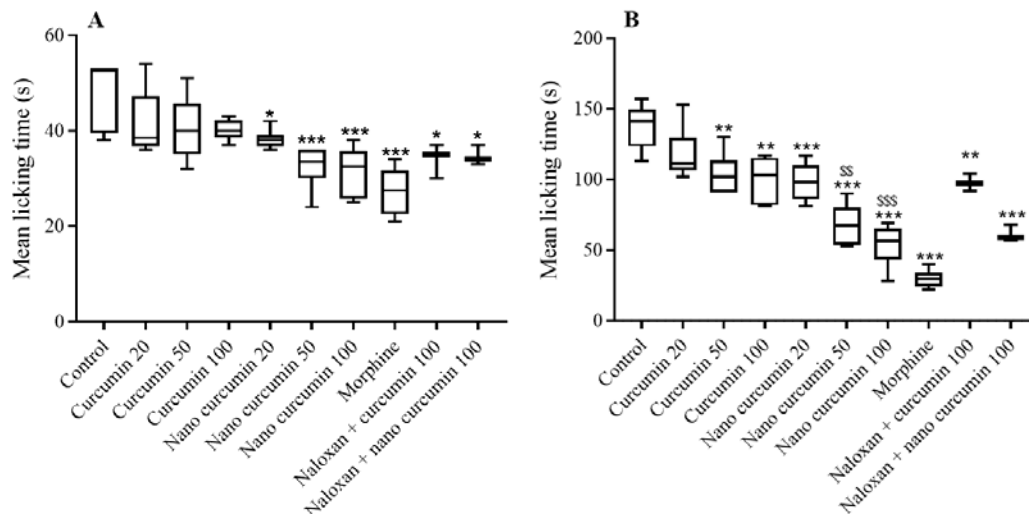 A
Mean licking time (s)
60
40
20
0
*
***
***
***
*
*
Control
Curcumin 20
Curcumin 50
Curcumin 100
Nano curcumin 20
Nano curcumin 50
Nano curcumin 100
Morphine
Naloxan + curcumin 100
Naloxan + nano curcumin 100
B
Mean licking time (s)
200
150
100
50
0
**
**
***
$$
***
$$$
***
***
**
***
Control
Curcumin 20
Curcumin 50
Curcumin 100
Nano curcumin 20
Nano curcumin 50
Nano curcumin 100
Morphine
Naloxan + curcumin 100
Naloxan + nano curcumin 100